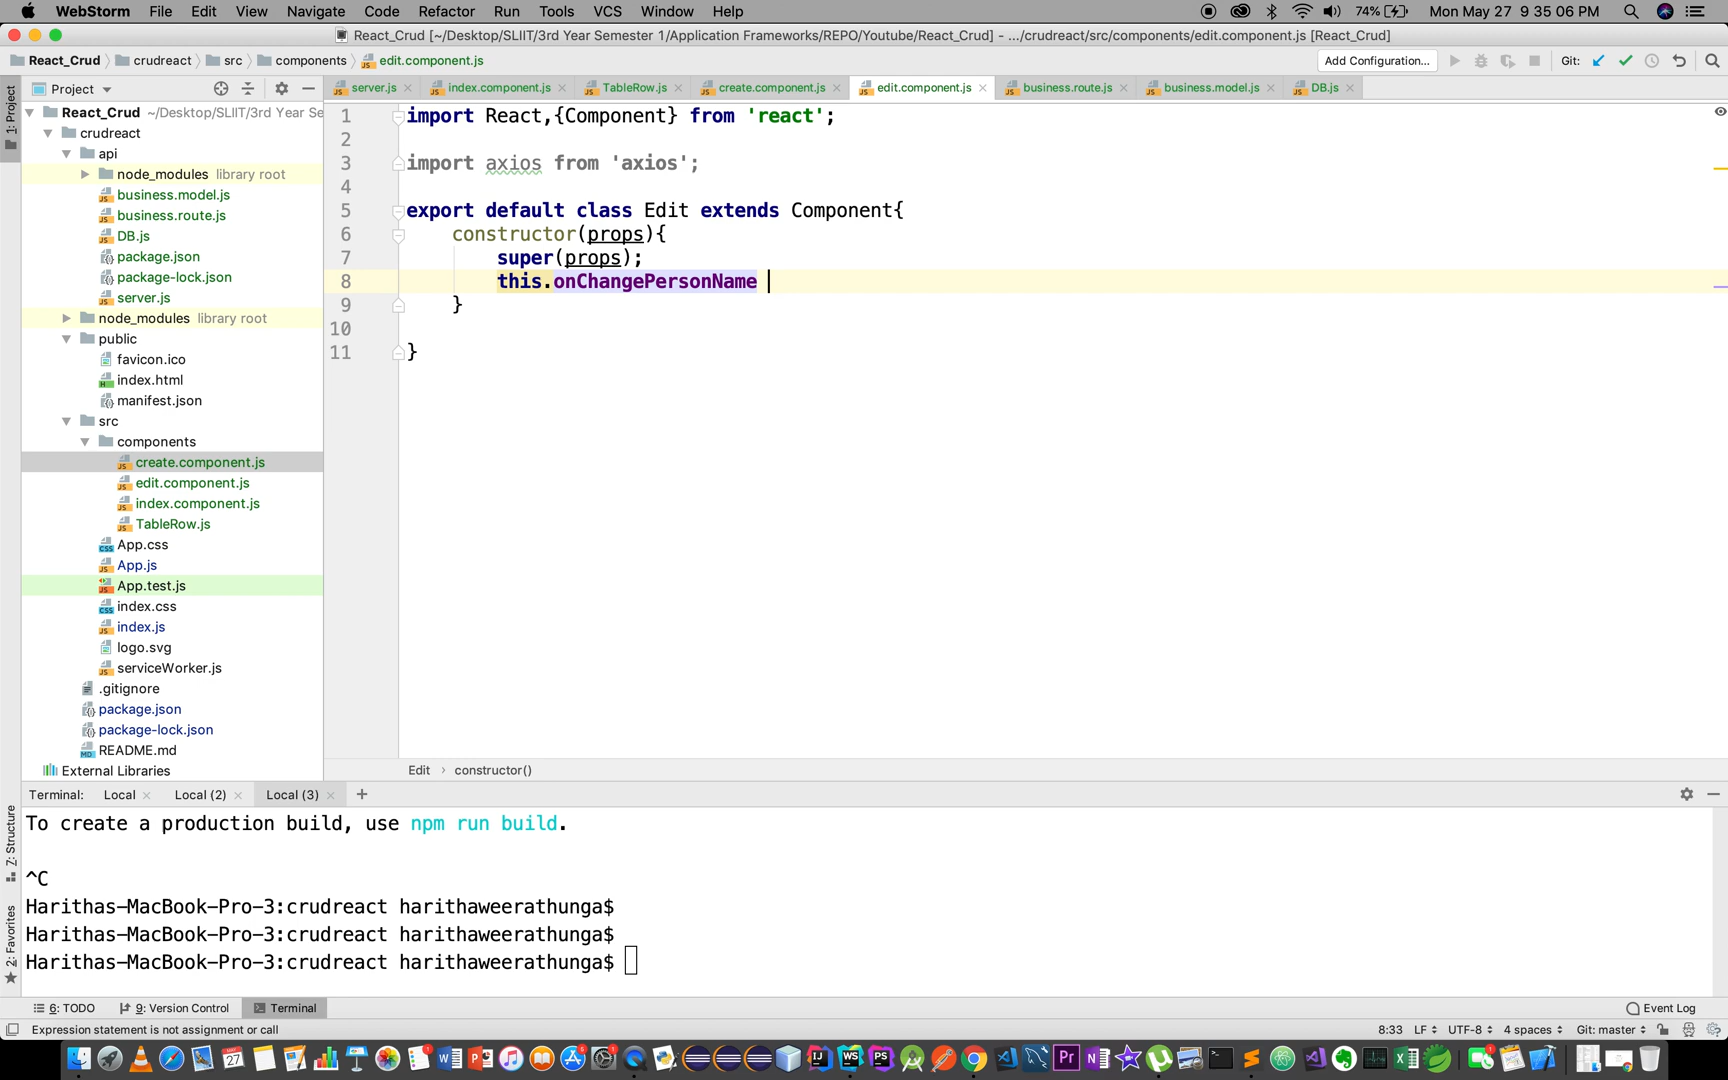 WebStorm File Edit View Navigate Code Refactor Run Tools VCS Window Help 74% Mon May 27 9 35 06 PM
React_Crud [~/Desktop/SLIIT/3rd Year Semester 1/Application Frameworks/REPO/Youtube/React_Crud] - .../crudreact/src/components/edit.component.js [React_Crud]
React_Crud crudreact src components edit.component.js Add Configuration... Git:
Project server.js index.component.js TableRow.js create.component.js edit.component.js business.route.js business.model.js DB.js
1: Project
React_Crud ~/Desktop/SLIIT/3rd Year Se
crudreact
api
node_modules library root
business.model.js
business.route.js
DB.js
package.json
package-lock.json
server.js
node_modules library root
public
favicon.ico
index.html
manifest.json
src
components
create.component.js
edit.component.js
index.component.js
TableRow.js
App.css
App.js
App.test.js
index.css
index.js
logo.svg
serviceWorker.js
.gitignore
package.json
package-lock.json
README.md
External Libraries
1 import React,{Component} from 'react';
2
3 import axios from 'axios';
4
5 export default class Edit extends Component{
6 constructor(props){
7 super(props);
8 this.onChangePersonName
9 }
10
11 }
Edit › constructor()
Terminal: Local Local (2) Local (3) +
Z: Structure
2: Favorites
To create a production build, use npm run build.
^C
Harithas-MacBook-Pro-3:crudreact harithaweerathunga$
Harithas-MacBook-Pro-3:crudreact harithaweerathunga$
Harithas-MacBook-Pro-3:crudreact harithaweerathunga$
6: TODO 9: Version Control Terminal Event Log
Expression statement is not assignment or call 8:33 LF UTF-8 4 spaces Git: master